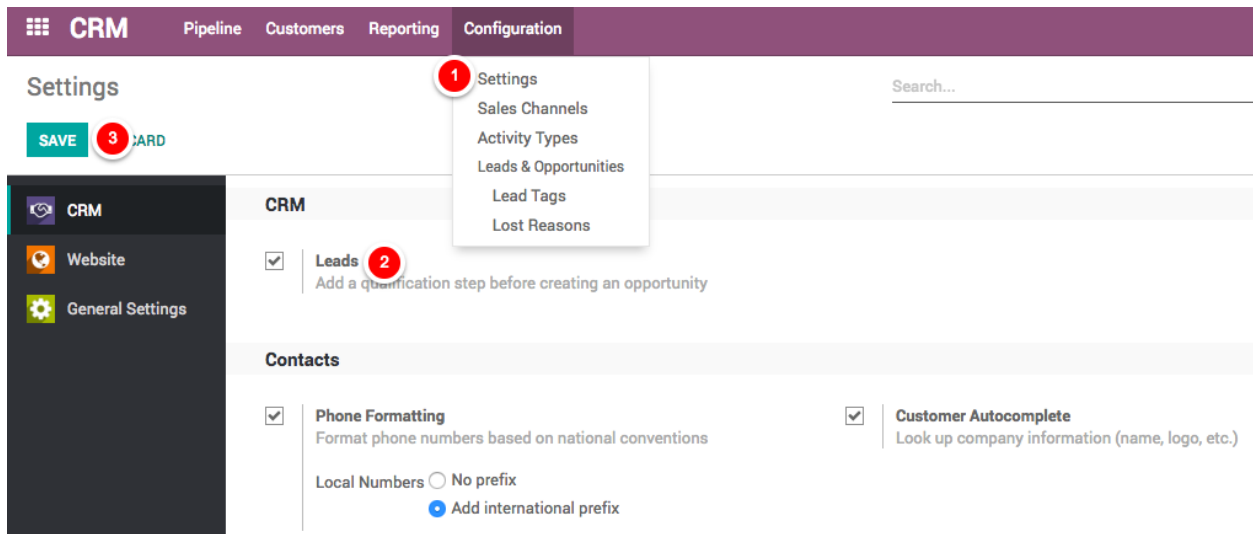 CRM Pipeline Customers Reporting Configuration
Settings
Search...
1 Settings
Sales Channels
Activity Types
Leads & Opportunities
Lead Tags
Lost Reasons
SAVE 3 CARD
CRM
Website
General Settings
CRM
Leads 2
Add a qualification step before creating an opportunity
Contacts
Phone Formatting
Format phone numbers based on national conventions
Local Numbers No prefix
Add international prefix
Customer Autocomplete
Look up company information (name, logo, etc.)